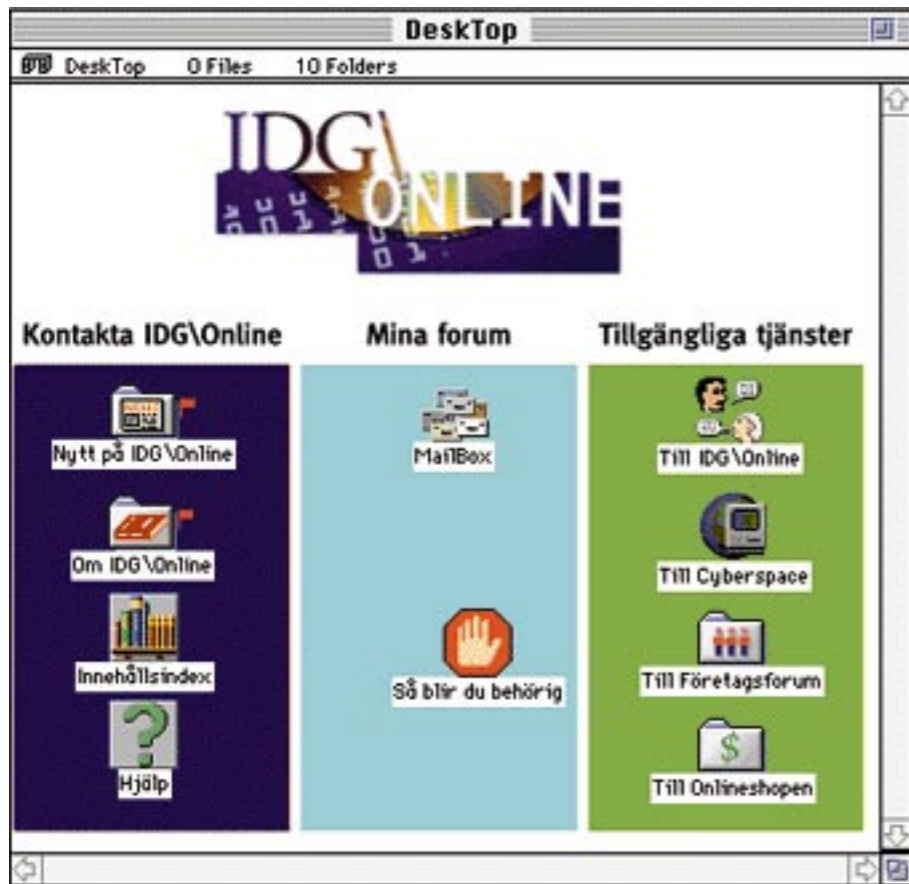 DeskTop
DeskTop 0 Files 10 Folders
IDG\
ONLINE
Kontakta IDG\Online
Nytt på IDG\Online
Om IDG\Online
Innehållsindex
Hjälp
Mina forum
MailBox
Så blir du behörig
Tillgängliga tjänster
Till IDG\Online
Till Cyberspace
Till Företagsforum
Till Onlineshopen